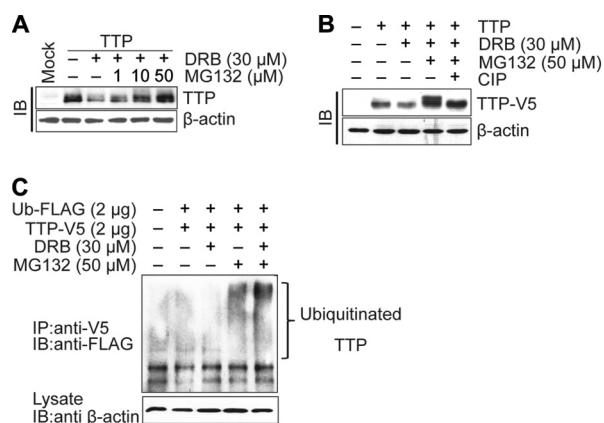 A
TTP
Mock – + + + + DRB (30 µM)
– – 1 10 50 MG132 (µM)
IB TTP
β-actin
B
– + + + + TTP
– – + + + DRB (30 µM)
– – – + + MG132 (50 µM)
– – – – + CIP
IB TTP-V5
β-actin
C
Ub-FLAG (2 µg) – + + + +
TTP-V5 (2 µg) – + + + +
DRB (30 µM) – – + – +
MG132 (50 µM) – – – + +
IP:anti-V5
IB:anti-FLAG
Ubiquitinated
TTP
Lysate
IB:anti β-actin